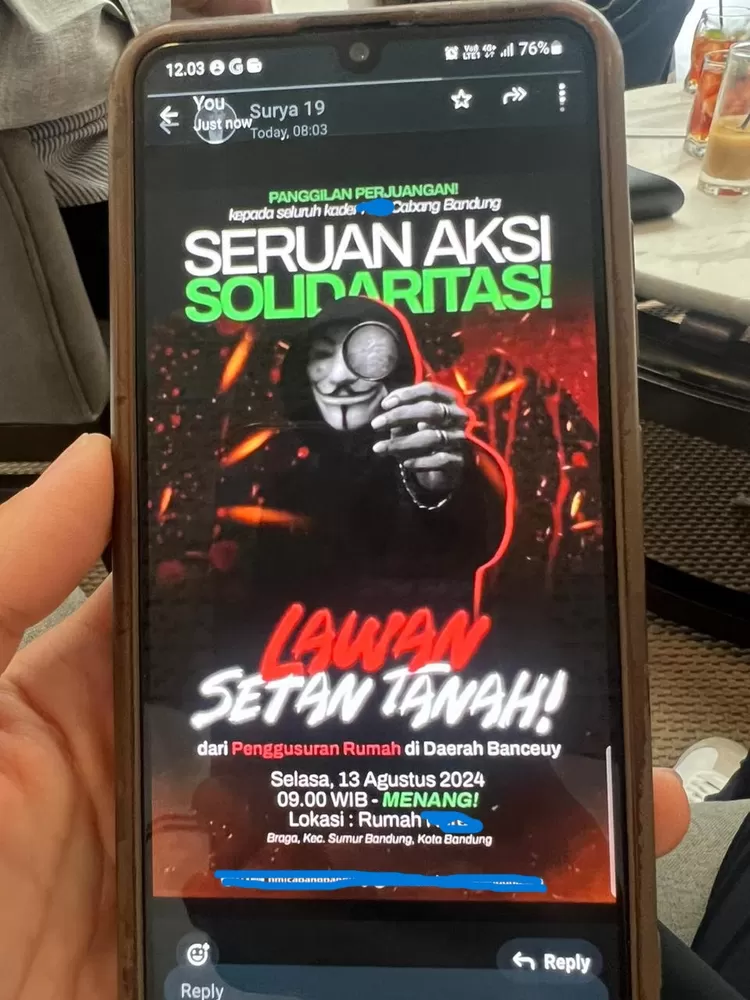 12.03
76%
You
Surya 19
Just now
Today, 08:03
PANGGILAN PERJUANGAN!
kepada seluruh kader Cabang Bandung
SERUAN AKSI
SOLIDARITAS!
LAWAN
SETAN TANAH!
dari Penggusuran Rumah di Daerah Banceuy
Selasa, 13 Agustus 2024
09.00 WIB - MENANG!
Lokasi : Rumah
Braga, Kec. Sumur Bandung, Kota Bandung
Reply
Reply